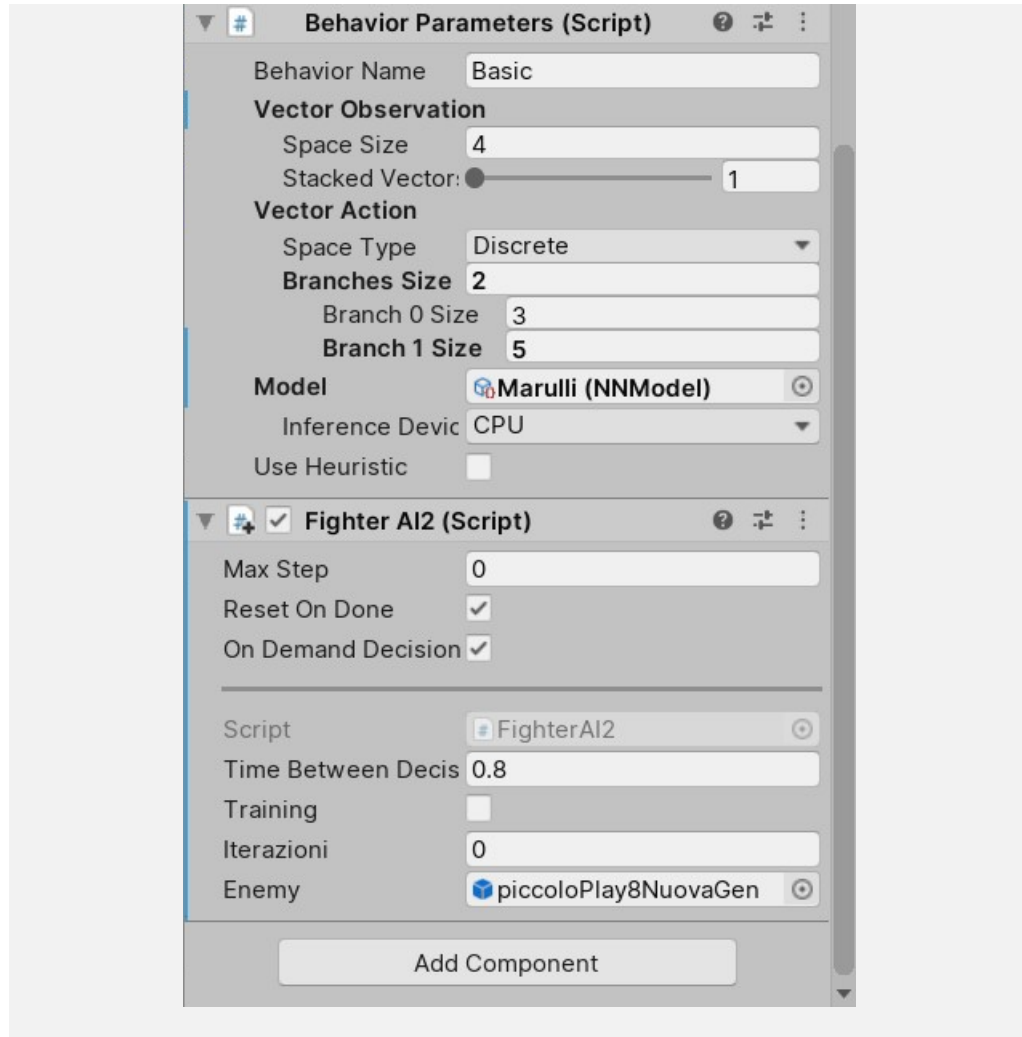 Behavior Parameters (Script)
Behavior Name Basic
Vector Observation
Space Size 4
Stacked Vector 1
Vector Action
Space Type Discrete
Branches Size 2
Branch 0 Size 3
Branch 1 Size 5
Model Marulli (NNModel)
Inference Devic CPU
Use Heuristic
Fighter AI2 (Script)
Max Step 0
Reset On Done
On Demand Decision
Script FighterAI2
Time Between Decis 0.8
Training
Iterazioni 0
Enemy piccoloPlay8NuovaGen
Add Component